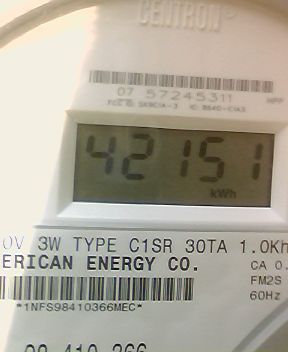 CENTRON®
07 57245311
42151
kWh
0V 3W TYPE C1SR 30TA 1.0Kh
ERICAN ENERGY CO.
CA 0.
FM2S
60Hz
*1NFS98410366MEC*